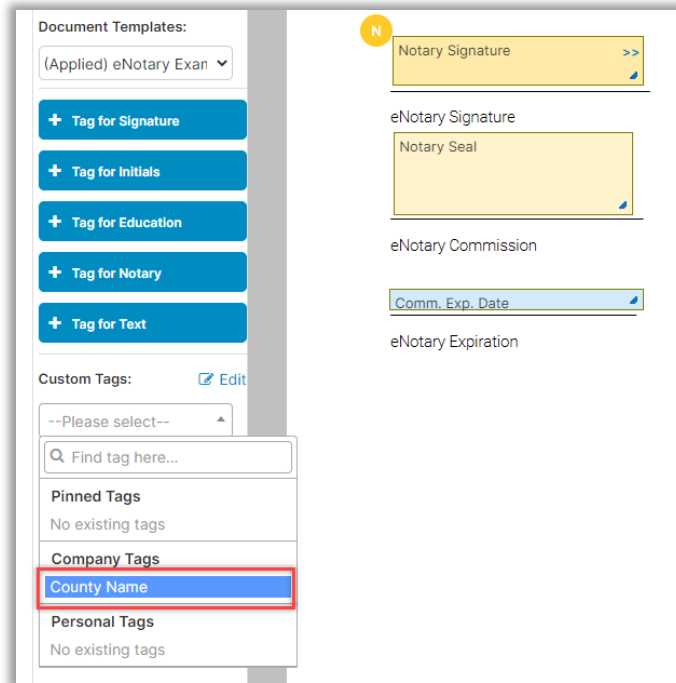 Document Templates:
(Applied) eNotary Exan
+ Tag for Signature
+ Tag for Initials
+ Tag for Education
+ Tag for Notary
+ Tag for Text
Custom Tags:
Edit
--Please select--
Find tag here...
Pinned Tags
No existing tags
Company Tags
County Name
Personal Tags
No existing tags
N
Notary Signature >>
eNotary Signature
Notary Seal
eNotary Commission
Comm. Exp. Date
eNotary Expiration